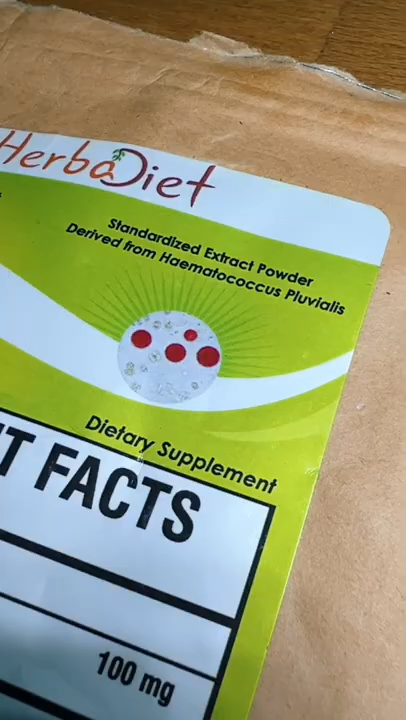 HerbaDiet
Standardized Extract Powder
Derived from Haematococcus Pluvialis
Dietary Supplement
FACTS
100 mg